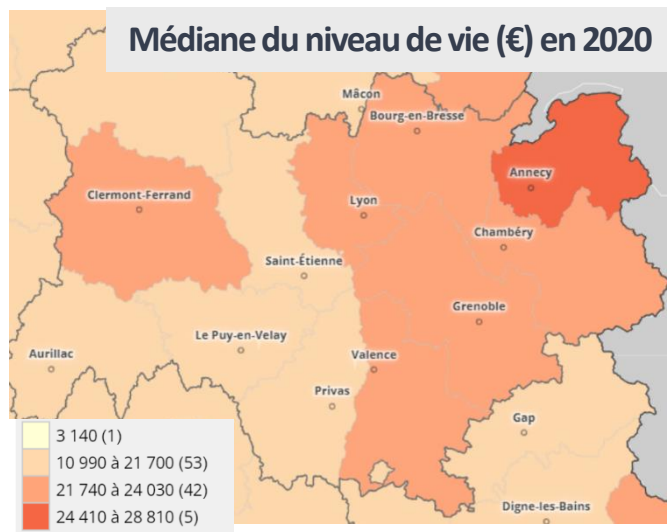 Médiane du niveau de vie (€) en 2020
Mâcon
Bourg-en-Bresse
Annecy
Clermont-Ferrand
Lyon
Chambéry
Saint-Étienne
Grenoble
Le Puy-en-Velay
Aurillac
Valence
Privas
Gap
Digne-les-Bains
3 140 (1)
10 990 à 21 700 (53)
21 740 à 24 030 (42)
24 410 à 28 810 (5)